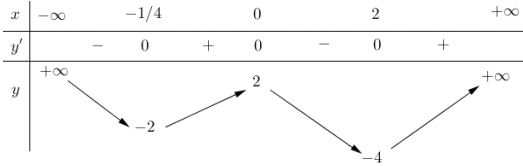 x −∞ −1/4 0 2 +∞
y′ − 0 + 0 − 0 +
+∞ 2 +∞
y
−2
−4